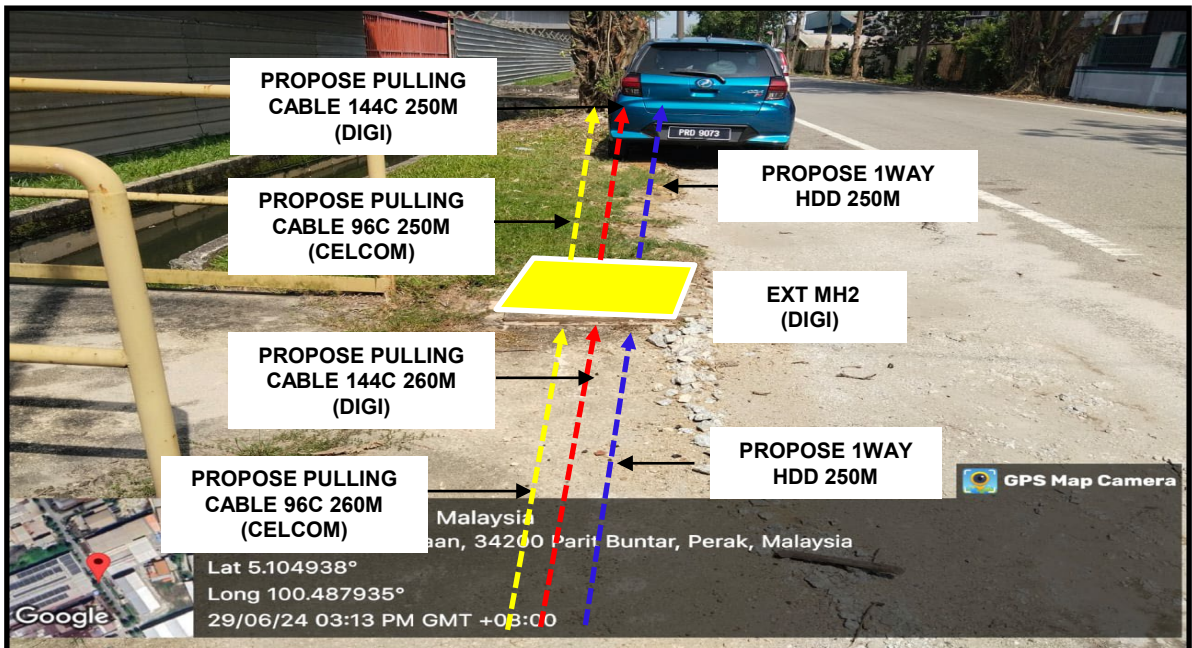 PROPOSE PULLING
CABLE 144C 250M
(DIGI)
PRD 9073
PROPOSE 1WAY
HDD 250M
PROPOSE PULLING
CABLE 96C 250M
(CELCOM)
EXT MH2
(DIGI)
PROPOSE PULLING
CABLE 144C 260M
(DIGI)
PROPOSE 1WAY
HDD 250M
PROPOSE PULLING
CABLE 96C 260M
(CELCOM)
GPS Map Camera
Malaysia
aan, 34200 Parit Buntar, Perak, Malaysia
Lat 5.104938°
Long 100.487935°
29/06/24 03:13 PM GMT +08:00
Google